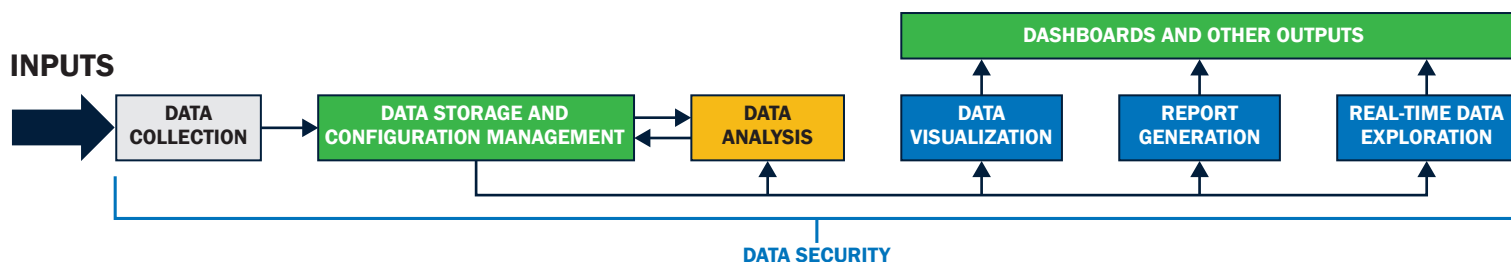 DASHBOARDS AND OTHER OUTPUTS
INPUTS
DATA
COLLECTION
DATA STORAGE AND
CONFIGURATION MANAGEMENT
DATA
ANALYSIS
DATA
VISUALIZATION
REPORT
GENERATION
REAL-TIME DATA
EXPLORATION
DATA SECURITY